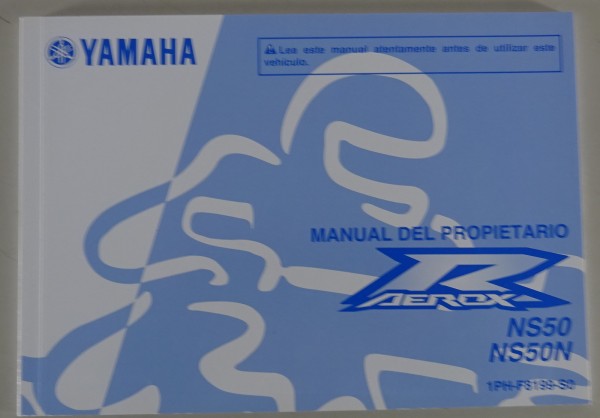 YAMAHA
Lea este manual atentamente antes de utilizar este
vehículo.
MANUAL DEL PROPIETARIO
R
AEROX
NS50
NS50N
1PH-F8199-S0